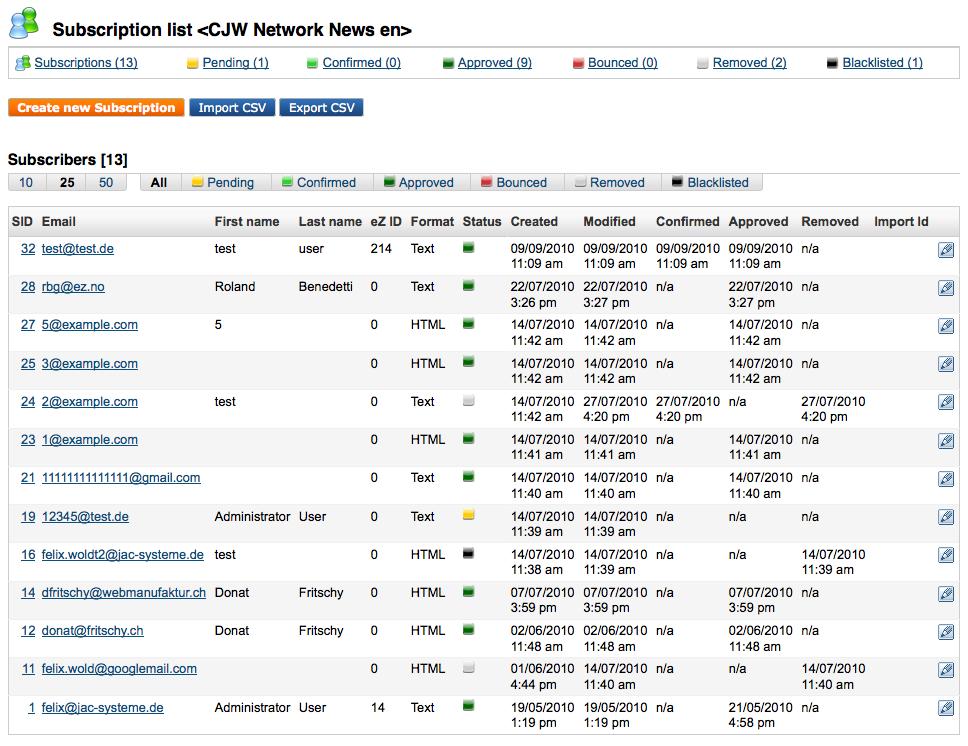 Subscription list <CJW Network News en>
Subscriptions (13) Pending (1) Confirmed (0) Approved (9) Bounced (0) Removed (2) Blacklisted (1)
Create new Subscription Import CSV Export CSV
Subscribers [13]
10 25 50 All Pending Confirmed Approved Bounced Removed Blacklisted
SID Email First name Last name eZ ID Format Status Created Modified Confirmed Approved Removed Import Id
32 test@test.de test user 214 Text 09/09/2010 09/09/2010 09/09/2010 09/09/2010 n/a
11:09 am 11:09 am 11:09 am 11:09 am
28 rbg@ez.no Roland Benedetti 0 Text 22/07/2010 22/07/2010 n/a 22/07/2010 n/a
3:26 pm 3:27 pm 3:27 pm
27 5@example.com 5 0 HTML 14/07/2010 14/07/2010 n/a 14/07/2010 n/a
11:42 am 11:42 am 11:42 am
25 3@example.com 0 HTML 14/07/2010 14/07/2010 n/a 14/07/2010 n/a
11:42 am 11:42 am 11:42 am
24 2@example.com test 0 Text 14/07/2010 27/07/2010 27/07/2010 n/a 27/07/2010
11:42 am 4:20 pm 4:20 pm 4:20 pm
23 1@example.com 0 HTML 14/07/2010 14/07/2010 n/a 14/07/2010 n/a
11:41 am 11:41 am 11:41 am
21 11111111111111@gmail.com 0 Text 14/07/2010 14/07/2010 n/a 14/07/2010 n/a
11:40 am 11:40 am 11:40 am
19 12345@test.de Administrator User 0 Text 14/07/2010 14/07/2010 n/a n/a n/a
11:39 am 11:39 am
16 felix.woldt2@jac-systeme.de test 0 HTML 14/07/2010 14/07/2010 n/a n/a 14/07/2010
11:38 am 11:39 am 11:39 am
14 dfritschy@webmanufaktur.ch Donat Fritschy 0 HTML 07/07/2010 07/07/2010 n/a 07/07/2010 n/a
3:59 pm 3:59 pm 3:59 pm
12 donat@fritschy.ch Donat Fritschy 0 HTML 02/06/2010 02/06/2010 n/a 02/06/2010 n/a
11:48 am 11:48 am 11:48 am
11 felix.wold@googlemail.com 0 HTML 01/06/2010 14/07/2010 n/a n/a 14/07/2010
4:44 pm 11:40 am 11:40 am
1 felix@jac-systeme.de Administrator User 14 Text 19/05/2010 19/05/2010 n/a 21/05/2010 n/a
1:19 pm 1:19 pm 4:58 pm